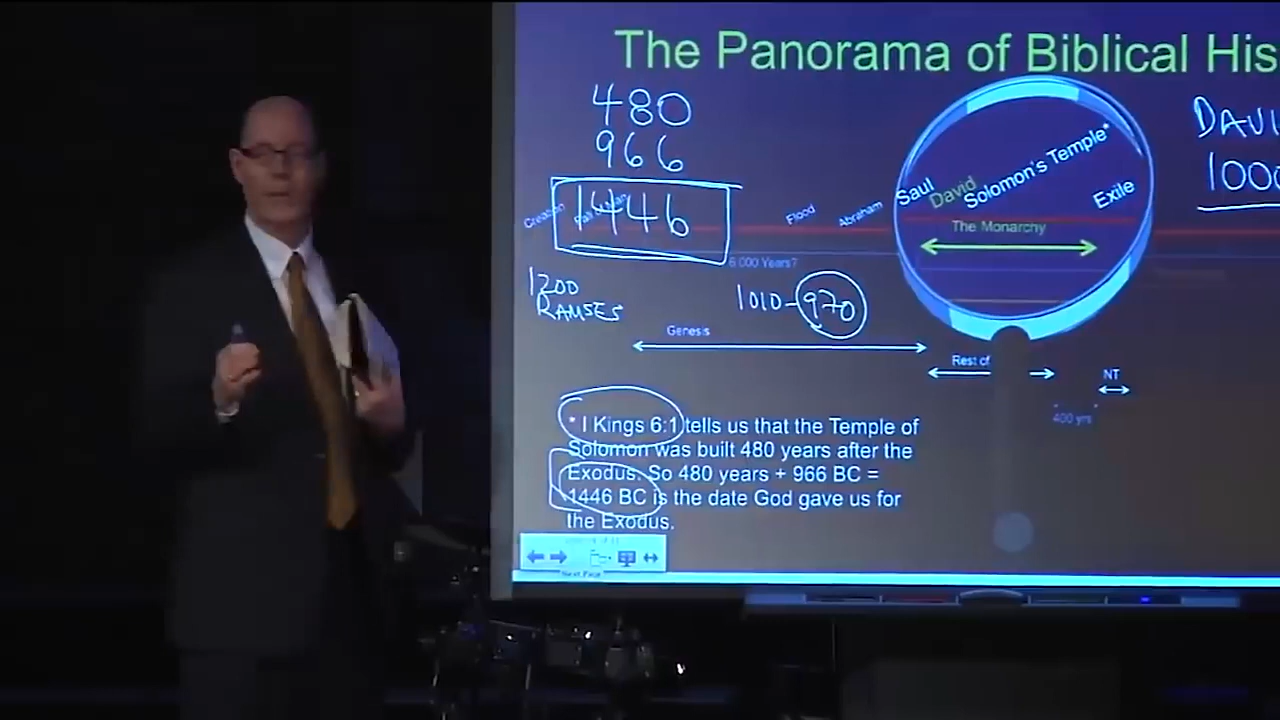 The Panorama of Biblical His
480
966
1446
DAVI
1000
Creation
Flood
Abraham
Saul
David
Solomon's Temple*
Exile
The Monarchy
6,000 Years?
1200
RAMSES
1010-970
Genesis
Rest of
NT
400 yrs
* I Kings 6:1 tells us that the Temple of
Solomon was built 480 years after the
Exodus. So 480 years + 966 BC =
1446 BC is the date God gave us for
the Exodus.
Next Page